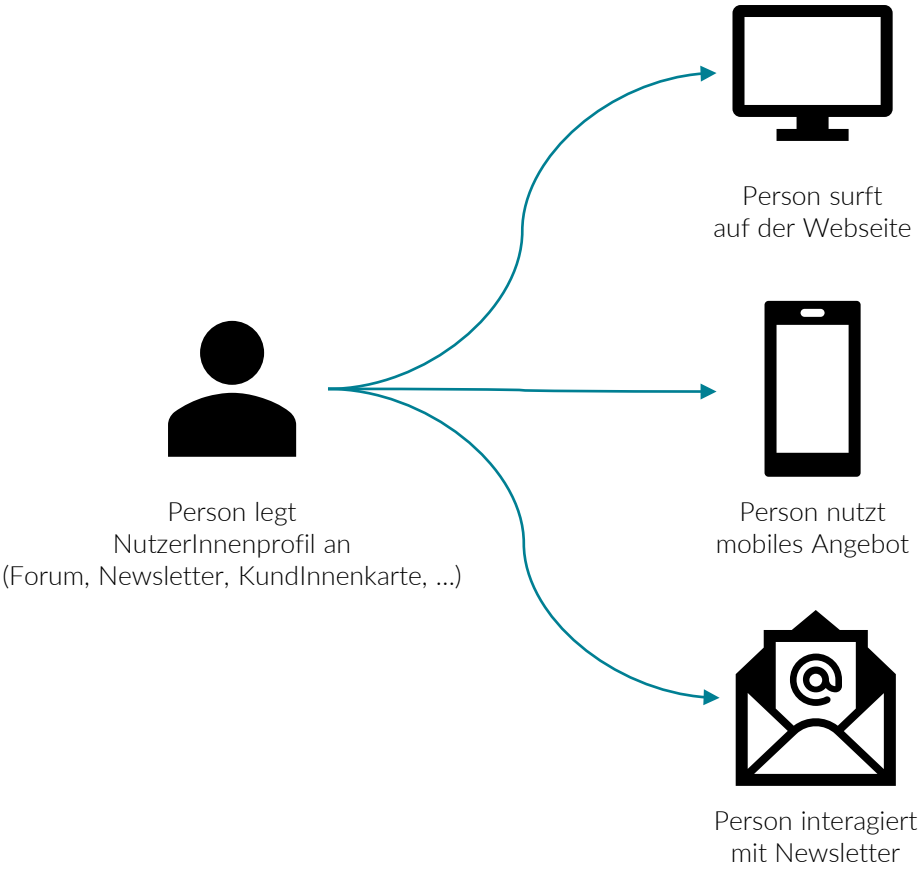 Person surft
auf der Webseite
Person legt
NutzerInnenprofil an
(Forum, Newsletter, KundInnenkarte, ...)
Person nutzt
mobiles Angebot
@
Person interagiert
mit Newsletter